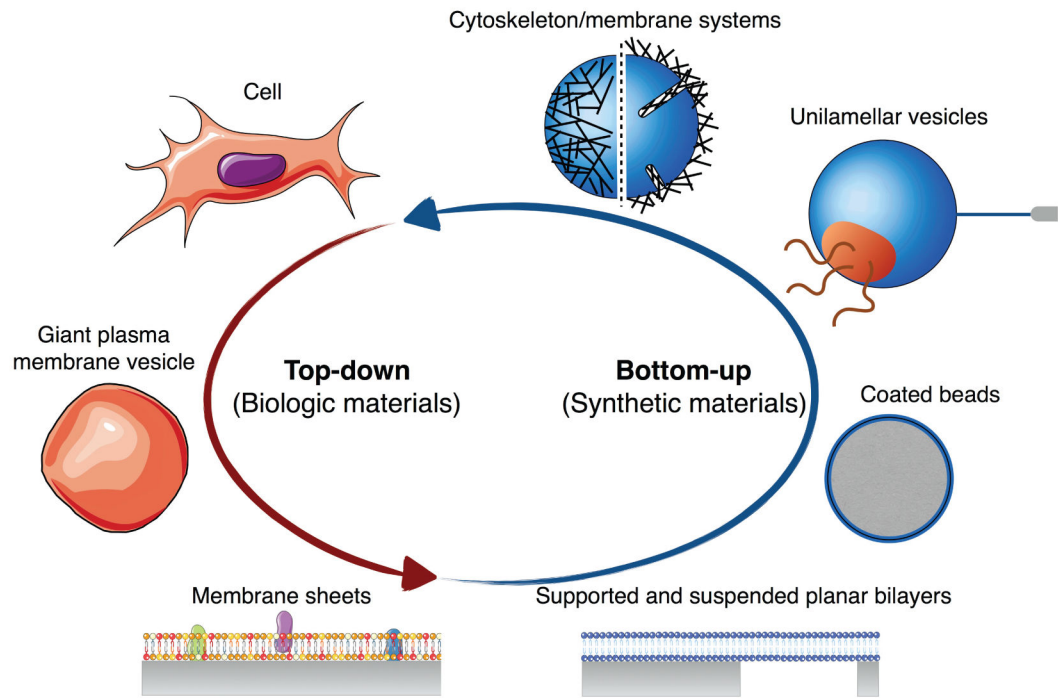 Cytoskeleton/membrane systems
Cell
Unilamellar vesicles
Giant plasma
membrane vesicle
Top-down
(Biologic materials)
Bottom-up
(Synthetic materials)
Coated beads
Membrane sheets
Supported and suspended planar bilayers